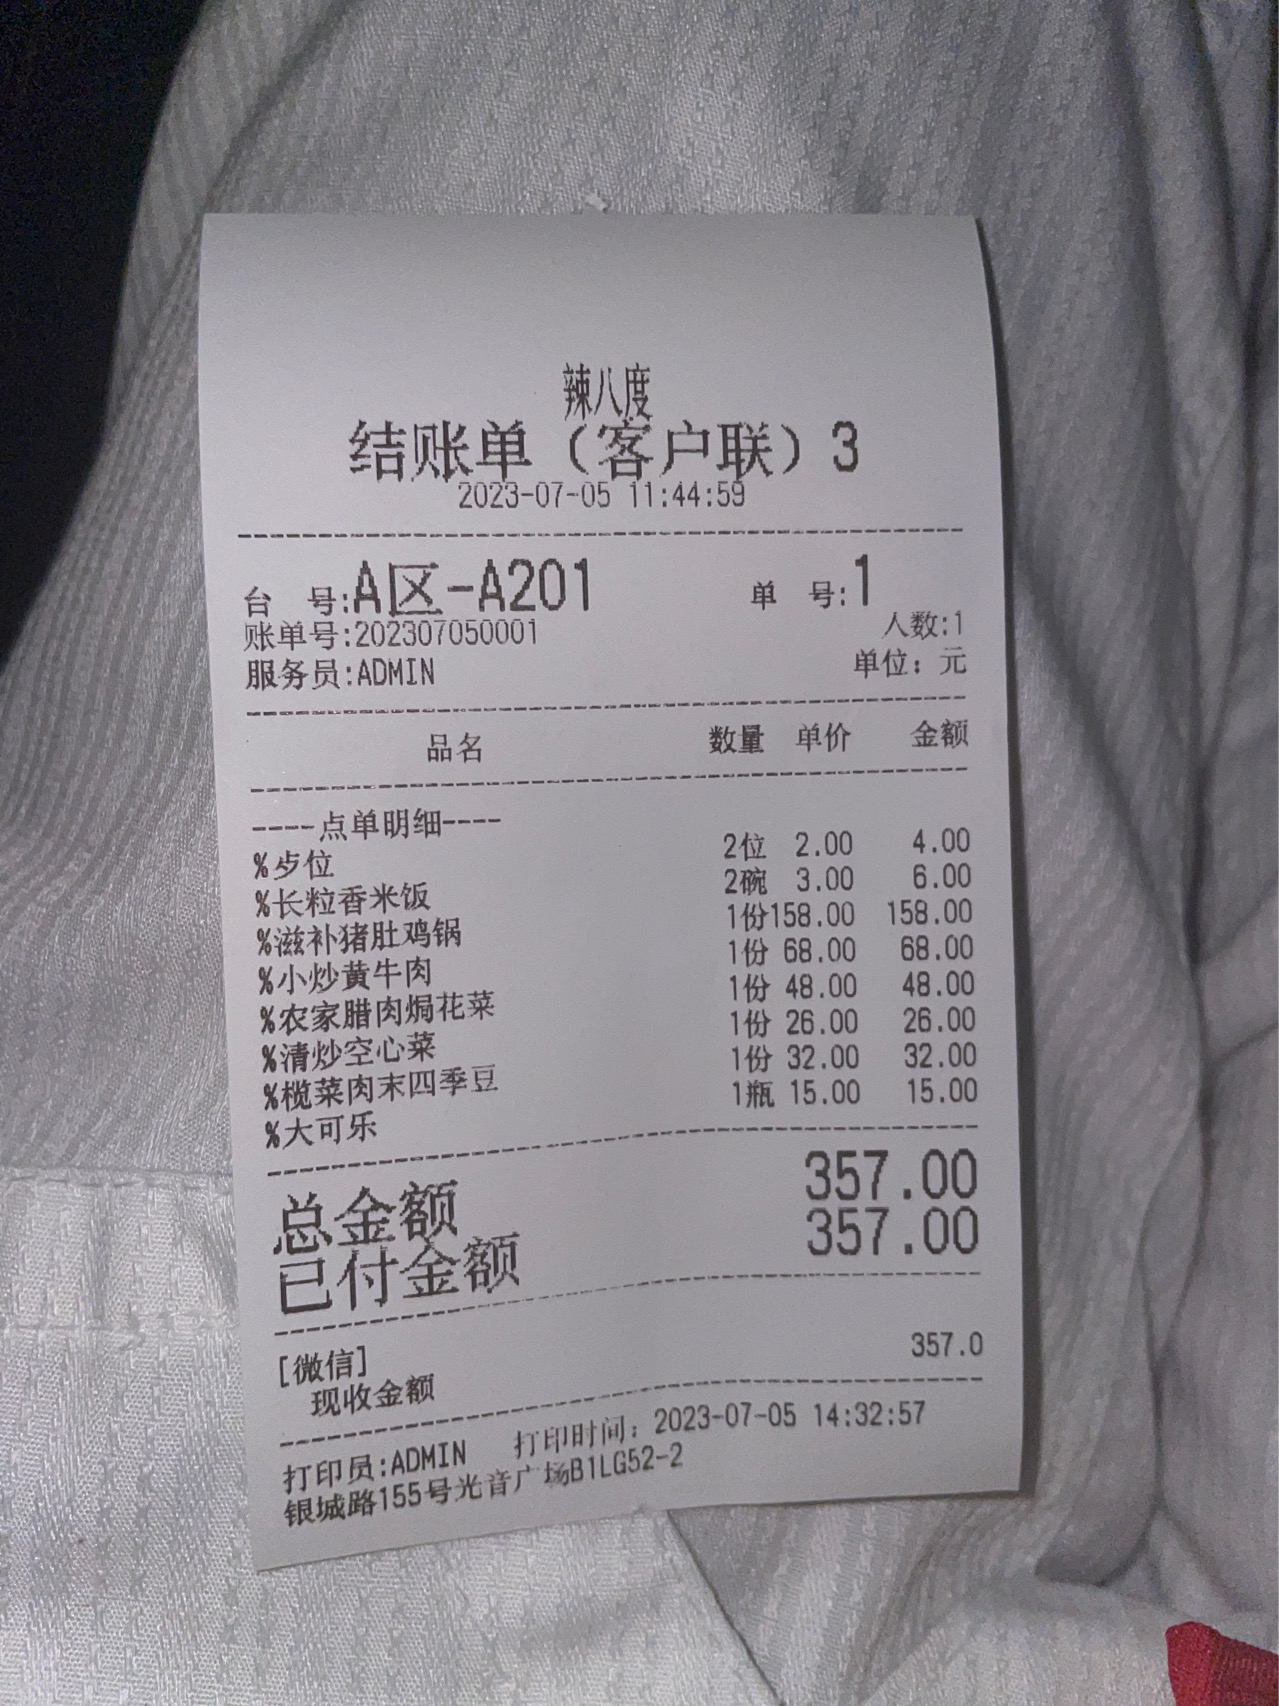 辣八度
结账单（客户联）3
2023-07-05 11:44:59
台 号:A区-A201 单 号:1
账单号:202307050001 人数:1
服务员:ADMIN 单位：元
品名 数量 单价 金额
----点单明细----
%歺位 2位 2.00 4.00
%长粒香米饭 2碗 3.00 6.00
%滋补猪肚鸡锅 1份 158.00 158.00
%小炒黄牛肉 1份 68.00 68.00
%农家腊肉焗花菜 1份 48.00 48.00
%清炒空心菜 1份 26.00 26.00
%榄菜肉末四季豆 1份 32.00 32.00
%大可乐 1瓶 15.00 15.00
总金额 357.00
已付金额 357.00
[微信]
现收金额 357.0
打印员:ADMIN 打印时间：2023-07-05 14:32:57
银城路155号光音广场B1LG52-2